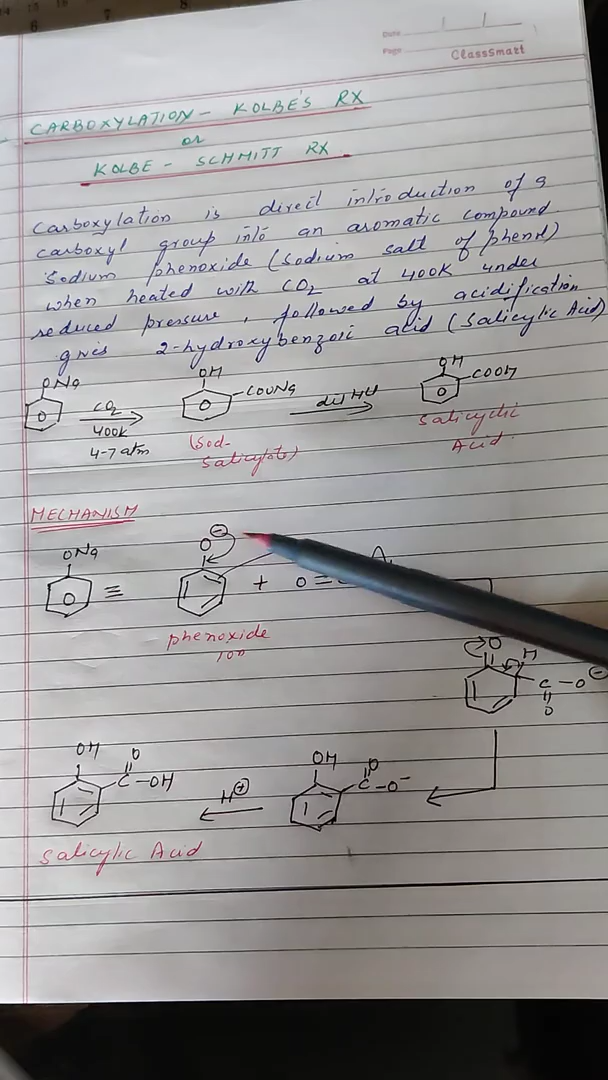 Date
Page
Classmart
CARBOXYLATION - KOLBE'S RX
or
KOLBE - SCHMITT RX
Carboxylation is direct introduction of a
carboxyl group into an aromatic compound
Sodium phenoxide (sodium salt of phenol)
when heated with CO2 at 400K under
reduced pressure, followed by acidification
gives 2-hydroxybenzoic acid (Salicylic Acid)
ONa OH OH
COONa COOH
CO2
400K
4-7 atm
dil HCl
(Sod-
Salicylate)
Salicylic
Acid
MECHANISM
ONa ≡ O⊖ + O=
phenoxide
ion
O H
C-O⊖
O
OH O
C-OH
H⊕
OH O
C-O-
Salicylic Acid